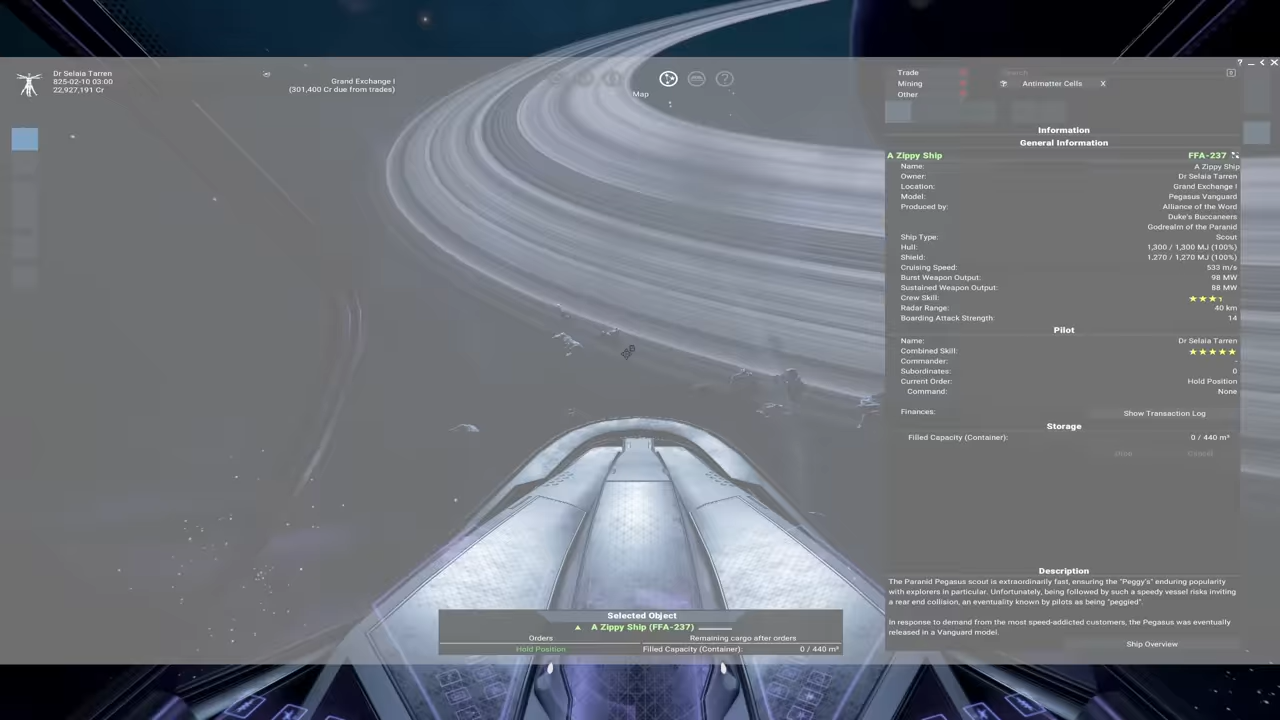 Dr Selaia Tarren
825-02-10 03:00
22,927,191 Cr
Grand Exchange I
(301,400 Cr due from trades)
Map
?
Trade
Mining
Other
Search
Antimatter Cells X
Information
General Information
A Zippy Ship FFA-237
Name: A Zippy Ship
Owner: Dr Selaia Tarren
Location: Grand Exchange I
Model: Pegasus Vanguard
Produced by: Alliance of the Word
Duke's Buccaneers
Godrealm of the Paranid
Ship Type: Scout
Hull: 1,300 / 1,300 MJ (100%)
Shield: 1,270 / 1,270 MJ (100%)
Cruising Speed: 533 m/s
Burst Weapon Output: 98 MW
Sustained Weapon Output: 88 MW
Crew Skill:
Radar Range: 40 km
Boarding Attack Strength: 14
Pilot
Name: Dr Selaia Tarren
Combined Skill:
Commander: -
Subordinates: 0
Current Order: Hold Position
Command: None
Finances: Show Transaction Log
Storage
Filled Capacity (Container): 0 / 440 m³
Description
The Paranid Pegasus scout is extraordinarily fast, ensuring the "Peggy's" enduring popularity
with explorers in particular. Unfortunately, being followed by such a speedy vessel risks inviting
a rear end collision, an eventuality known by pilots as being "peggied".
In response to demand from the most speed-addicted customers, the Pegasus was eventually
released in a Vanguard model.
Ship Overview
Selected Object
A Zippy Ship (FFA-237)
Orders Remaining cargo after orders
Hold Position Filled Capacity (Container): 0 / 440 m³